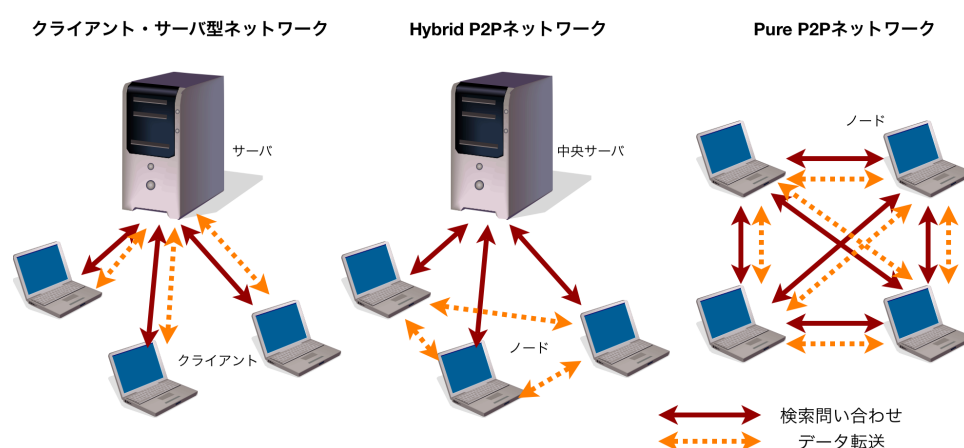 クライアント・サーバ型ネットワーク
Hybrid P2Pネットワーク
Pure P2Pネットワーク
サーバ
中央サーバ
ノード
クライアント
ノード
検索問い合わせ
データ転送